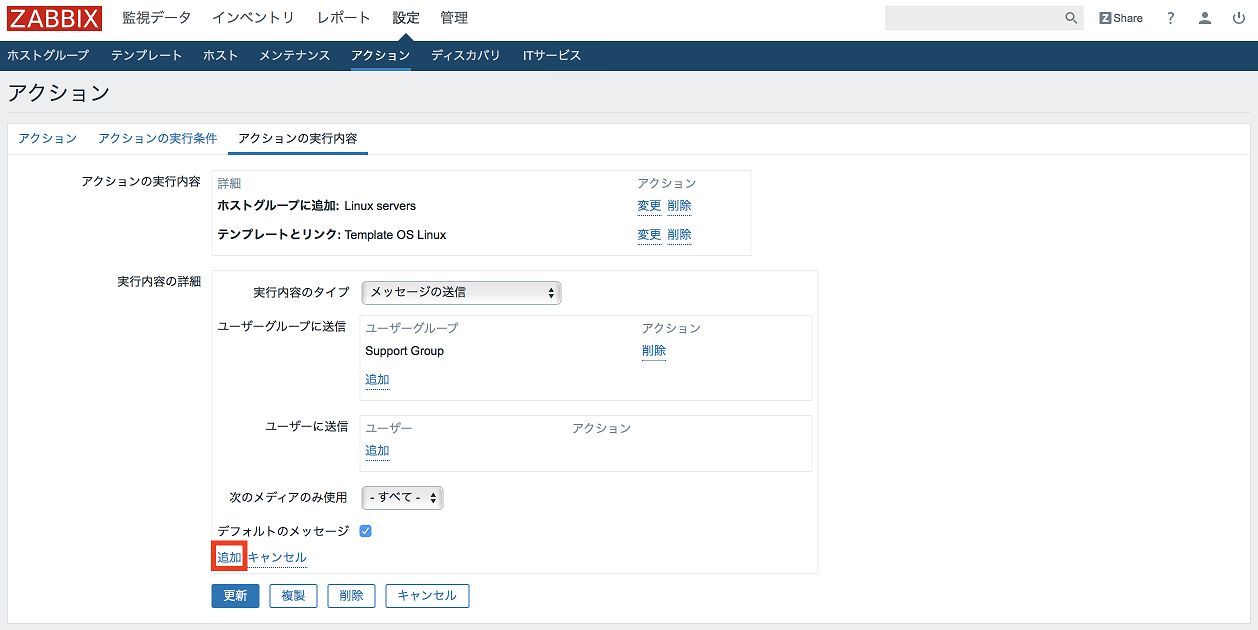 ZABBIX 監視データ インベントリ レポート 設定 管理 Z Share ?
ホストグループ テンプレート ホスト メンテナンス アクション ディスカバリ ITサービス
アクション
アクション アクションの実行条件 アクションの実行内容
アクションの実行内容 詳細 アクション
ホストグループに追加: Linux servers 変更 削除
テンプレートとリンク: Template OS Linux 変更 削除
実行内容の詳細
実行内容のタイプ メッセージの送信
ユーザーグループに送信 ユーザーグループ アクション
Support Group 削除
追加
ユーザーに送信 ユーザー アクション
追加
次のメディアのみ使用 - すべて -
デフォルトのメッセージ
追加 キャンセル
更新 複製 削除 キャンセル